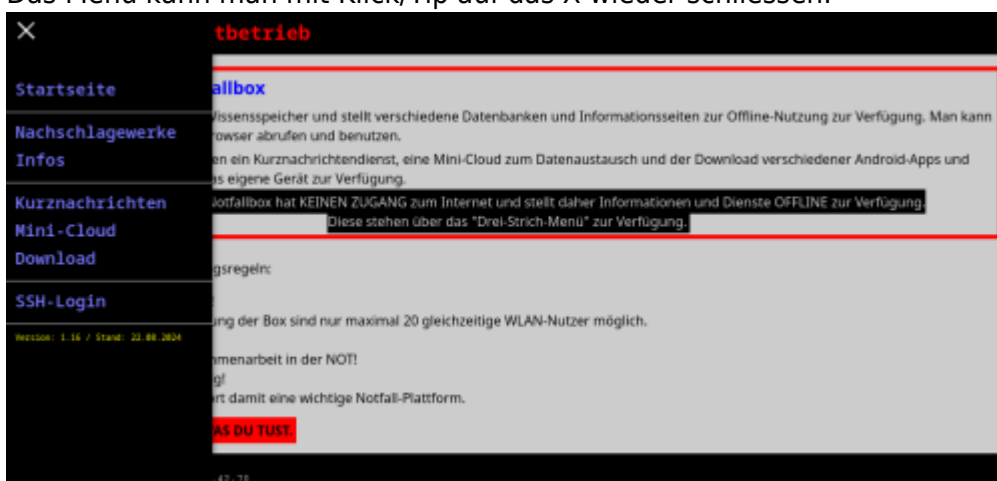 Das Menü kann man mit Klick/Tip auf das X wieder schliessen.
tbetrieb
Startseite
Nachschlagewerke
Infos
Kurznachrichten
Mini-Cloud
Download
SSH-Login
Version: 1.16 / Stand: 22.08.2024
allbox
Wissensspeicher und stellt verschiedene Datenbanken und Informationsseiten zur Offline-Nutzung zur Verfügung. Man kann
rowser abrufen und benutzen.
en ein Kurznachrichtendienst, eine Mini-Cloud zum Datenaustausch und der Download verschiedener Android-Apps und
s eigene Gerät zur Verfügung.
Notfallbox hat KEINEN ZUGANG zum Internet und stellt daher Informationen und Dienste OFFLINE zur Verfügung.
Diese stehen über das "Drei-Strich-Menü" zur Verfügung.
gsregeln:
ung der Box sind nur maximal 20 gleichzeitige WLAN-Nutzer möglich.
mmenarbeit in der NOT!
g!
rt damit eine wichtige Notfall-Plattform.
AS DU TUST.